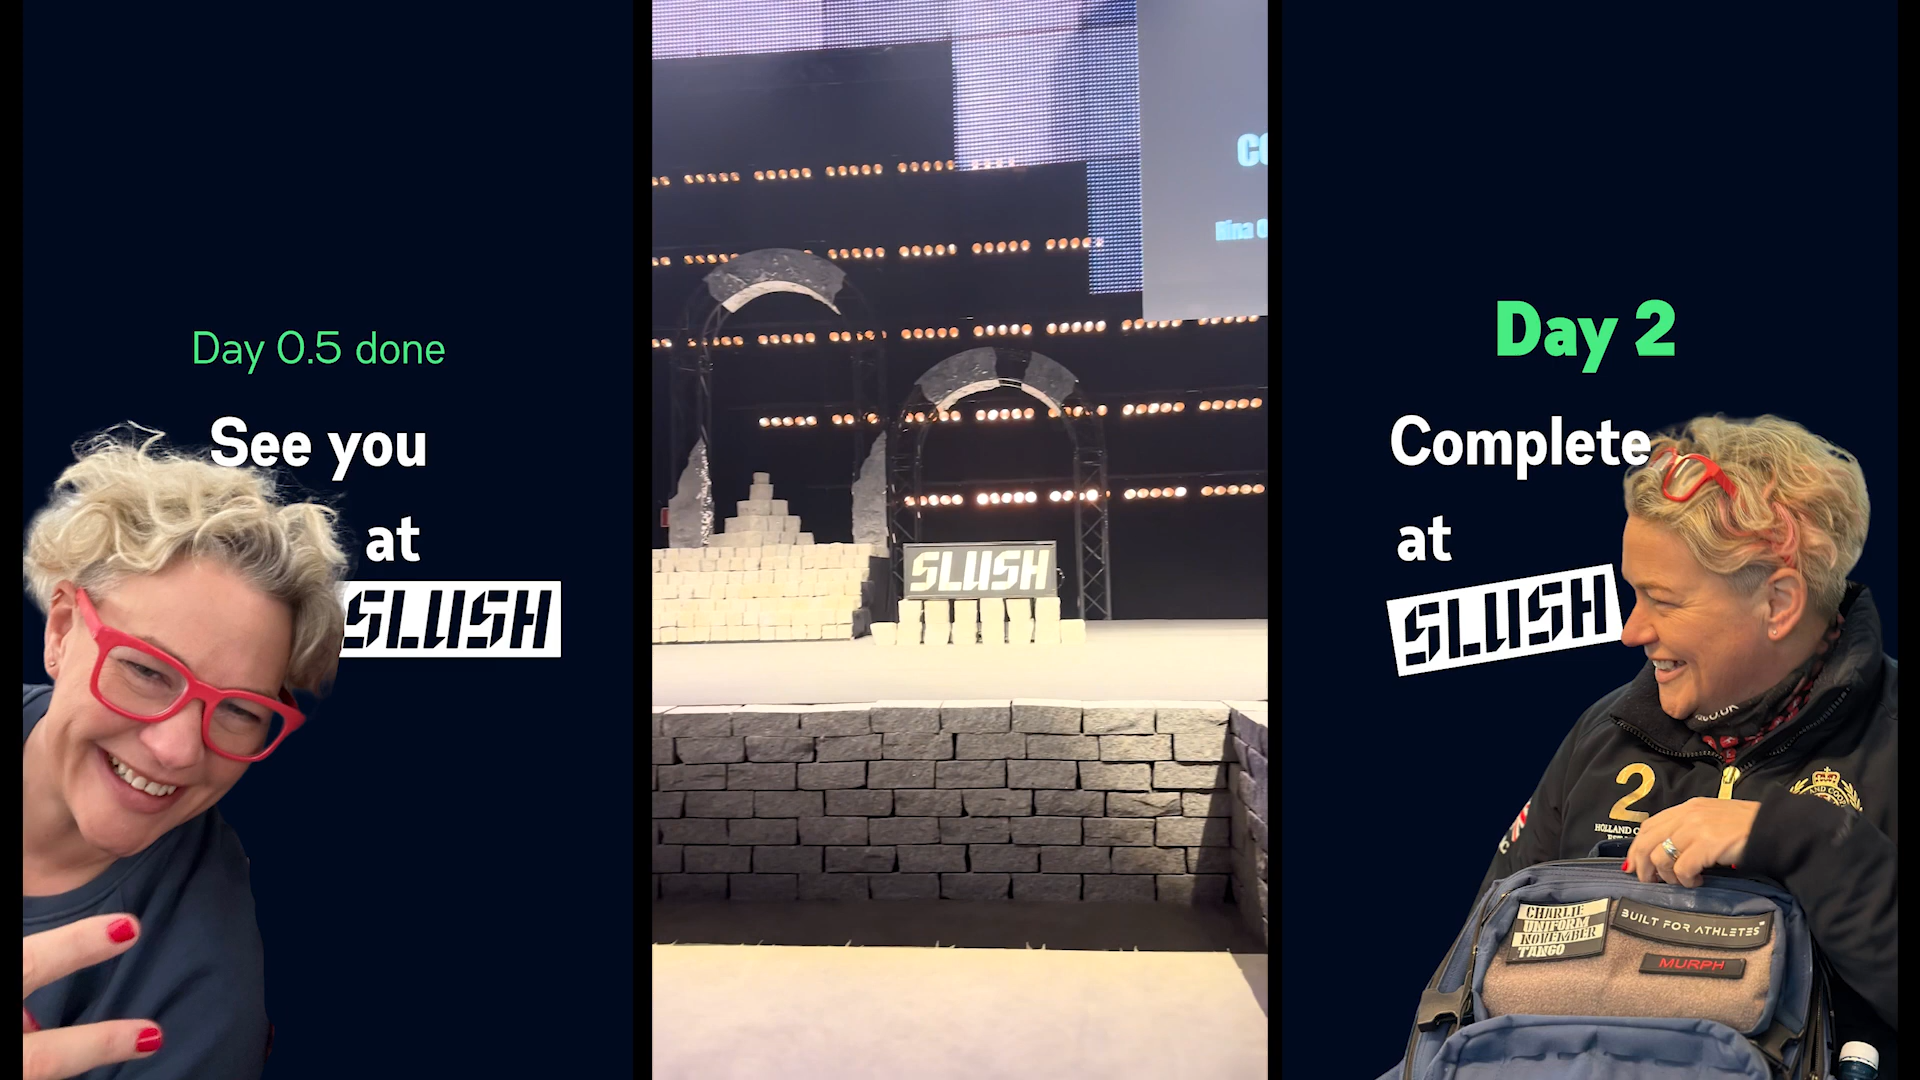 Day 0.5 done
See you
at
SLUSH
SLUSH
Day 2
Complete
at
SLUSH
2
CHARLIE
UNIFORM
NOVEMBER
TANGO
BUILT FOR ATHLETES™
MURPH